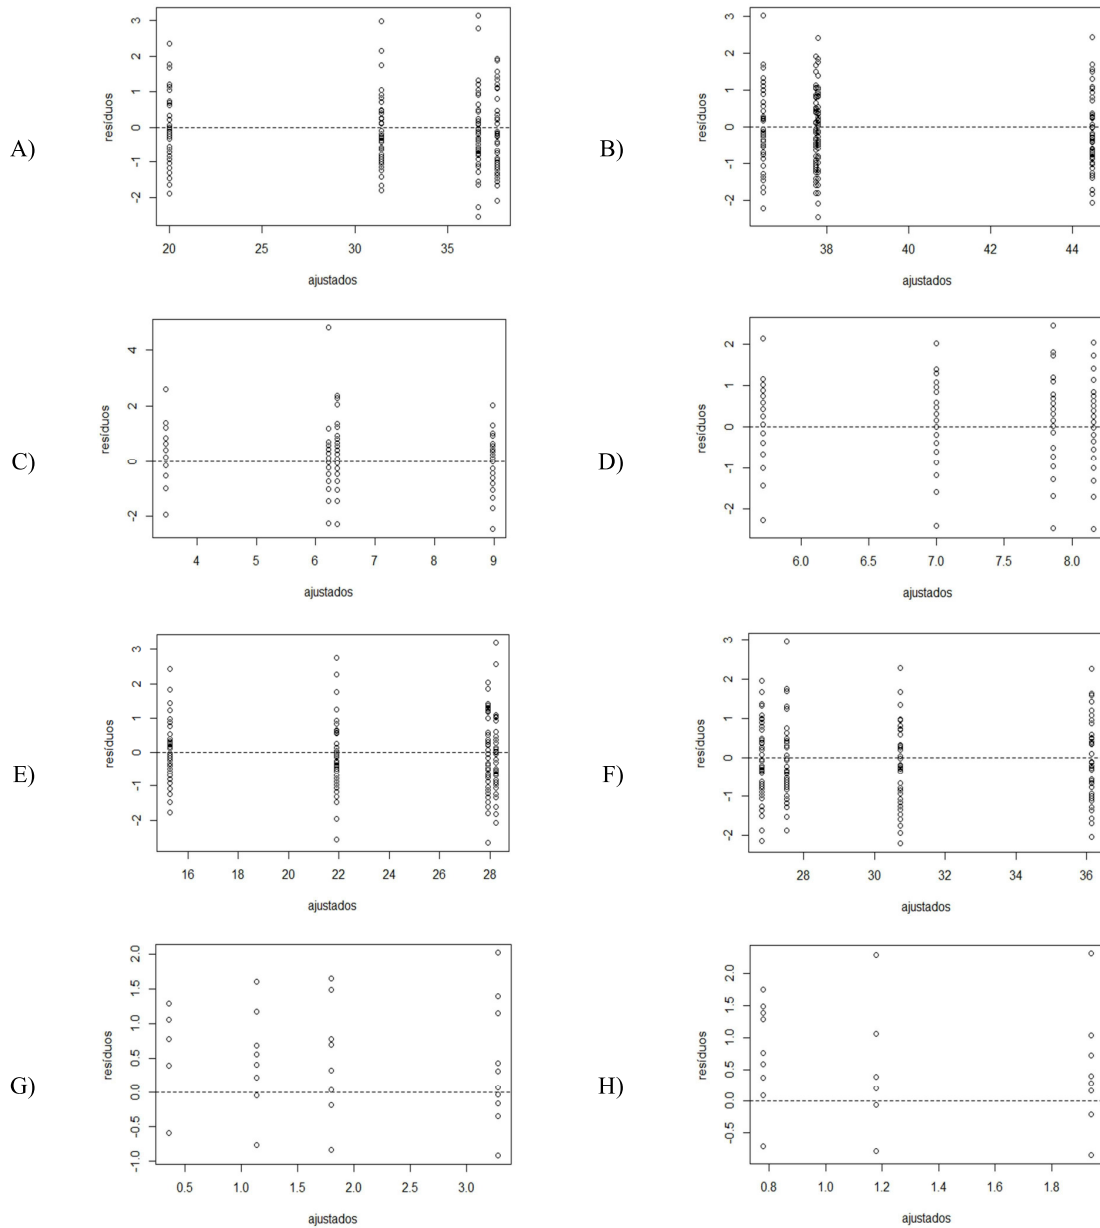 A)
resíduos
3
2
1
0
-1
-2
20 25 30 35
ajustados
B)
resíduos
3
2
1
0
-1
-2
38 40 42 44
ajustados
C)
resíduos
4
2
0
-2
4 5 6 7 8 9
ajustados
D)
resíduos
2
1
0
-1
-2
6.0 6.5 7.0 7.5 8.0
ajustados
E)
resíduos
3
2
1
0
-1
-2
16 18 20 22 24 26 28
ajustados
F)
resíduos
3
2
1
0
-1
-2
28 30 32 34 36
ajustados
G)
resíduos
2.0
1.5
1.0
0.5
0.0
-0.5
-1.0
0.5 1.0 1.5 2.0 2.5 3.0
ajustados
H)
resíduos
2.0
1.5
1.0
0.5
0.0
-0.5
0.8 1.0 1.2 1.4 1.6 1.8
ajustados